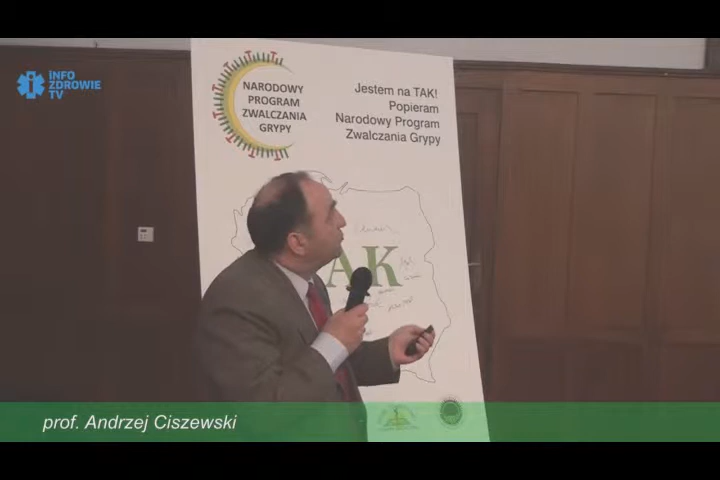 iNFO
ZDROWIE
TV
NARODOWY
PROGRAM
ZWALCZANIA
GRYPY
Jestem na TAK!
Popieram
Narodowy Program
Zwalczania Grypy
AK
prof. Andrzej Ciszewski